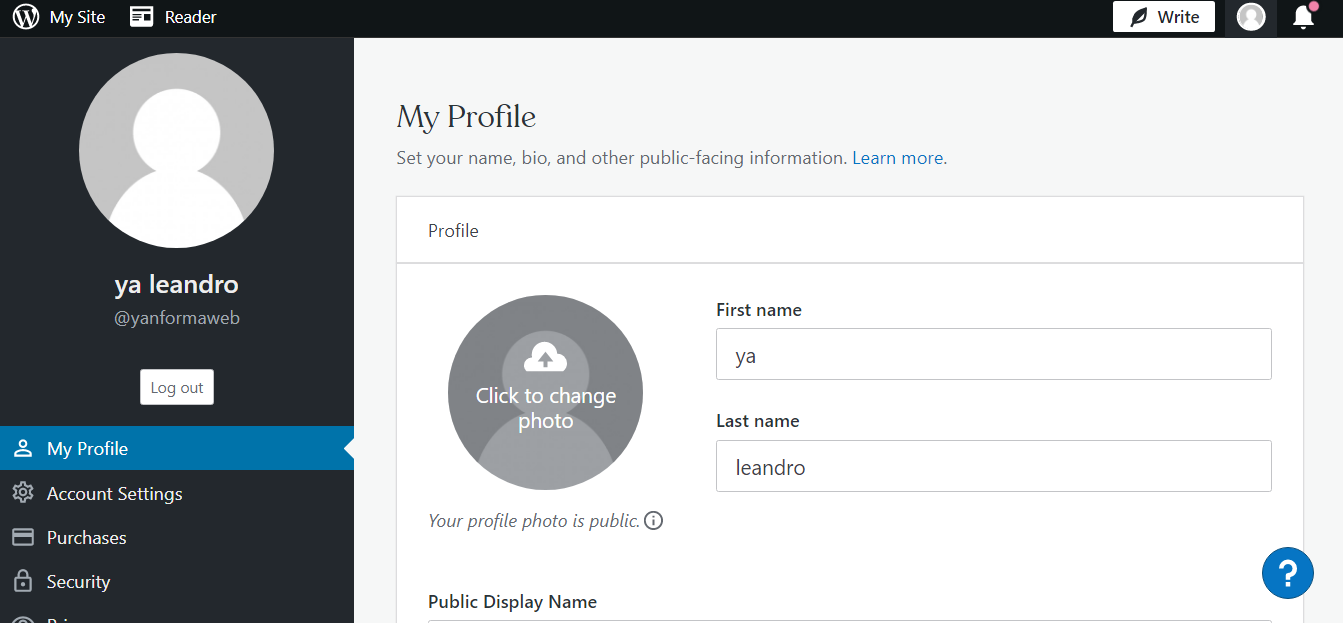 My Site
Reader
Write
ya leandro
@yanformaweb
Log out
My Profile
Account Settings
Purchases
Security
My Profile
Set your name, bio, and other public-facing information. Learn more.
Profile
Click to change
photo
Your profile photo is public.
First name
ya
Last name
leandro
Public Display Name
?